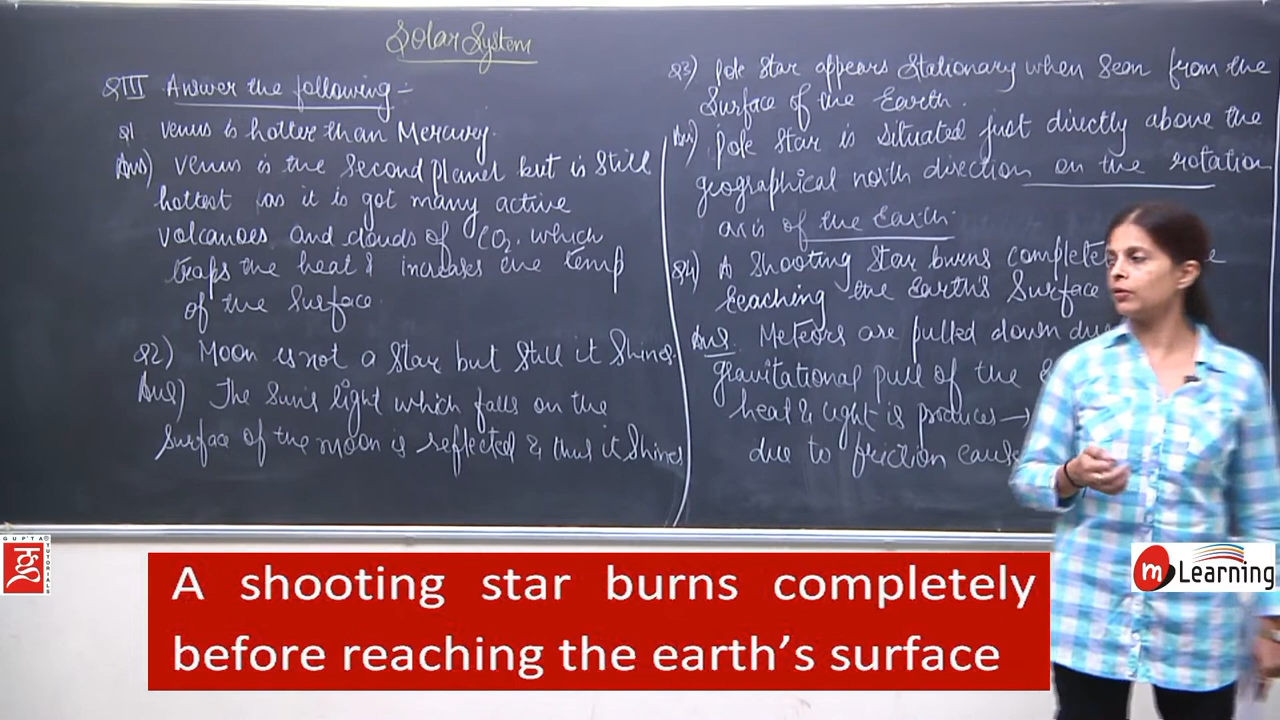 Solar System
QIII Answer the following -
Q1 Venus is hotter than Mercury.
Ans) Venus is the second planet but is still
hottest as it is got many active
volcanoes and clouds of CO2, which
traps the heat & increases the temp
of the surface.
Q2) Moon is not a star but still it shines.
Ans) The Sun's light which falls on the
surface of the moon is reflected & thus it shines
Q3) Pole star appears stationary when seen from the
surface of the Earth.
Ans) Pole star is situated just directly above the
geographical north direction on the rotation
axis of the Earth.
Q4) A shooting star burns complete
reaching the Earth's surface
Ans. Meteors are pulled down due
gravitational pull of the
heat & light is produces →
due to friction
A shooting star burns completely
before reaching the earth's surface
GUPTA TUTORIALS
m Learning